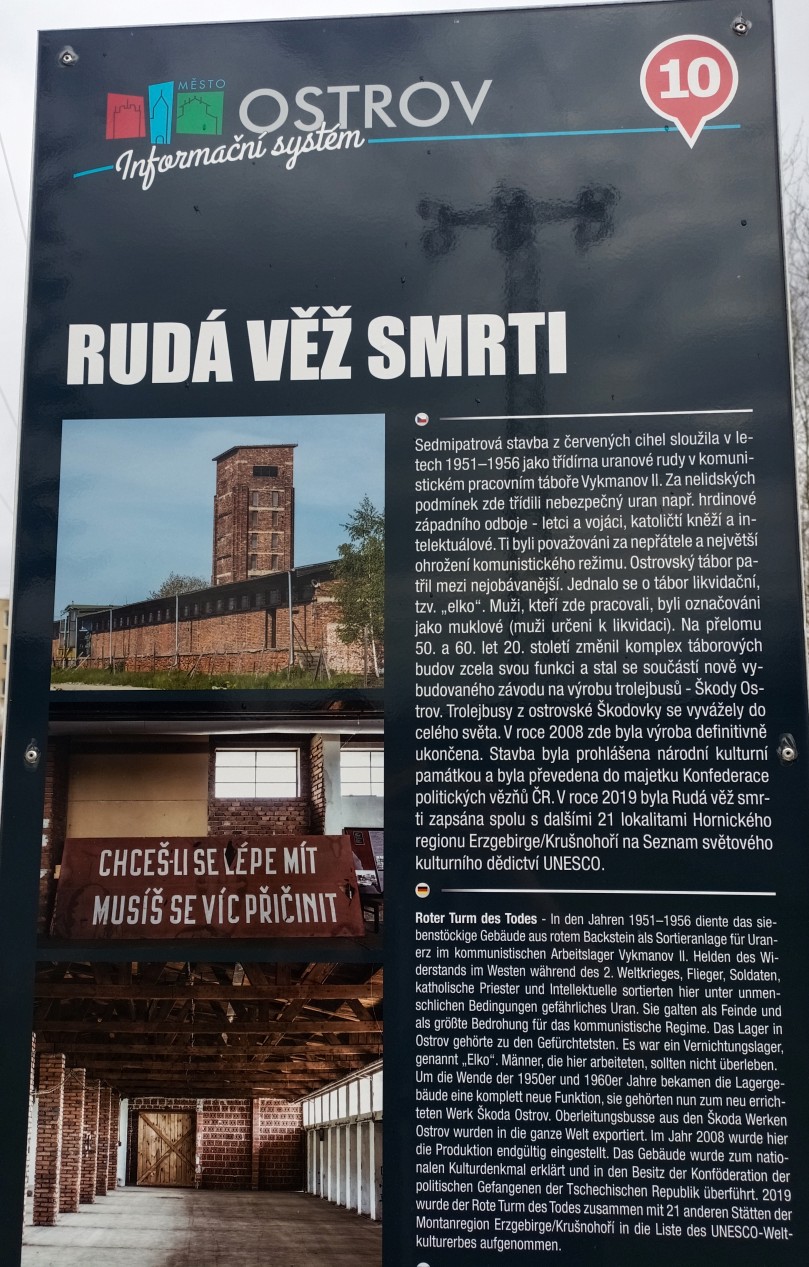 MĚSTO
OSTROV
Informační systém
10
RUDÁ VĚŽ SMRTI
Sedmipatrová stavba z červených cihel sloužila v le-
tech 1951–1956 jako třídírna uranové rudy v komuni-
stickém pracovním táboře Vykmanov II. Za nelidských
podmínek zde třídili nebezpečný uran např. hrdinové
západního odboje - letci a vojáci, katoličtí kněží a in-
telektuálové. Ti byli považováni za nepřátele a největší
ohrožení komunistického režimu. Ostrovský tábor pa-
třil mezi nejobávanější. Jednalo se o tábor likvidační,
tzv. „elko“. Muži, kteří zde pracovali, byli označováni
jako muklové (muži určeni k likvidaci). Na přelomu
50. a 60. let 20. století změnil komplex táborových
budov zcela svou funkci a stal se součástí nově vy-
budovaného závodu na výrobu trolejbusů - Škody Os-
trov. Trolejbusy z ostrovské Škodovky se vyvážely do
celého světa. V roce 2008 zde byla výroba definitivně
ukončena. Stavba byla prohlášena národní kulturní
památkou a byla převedena do majetku Konfederace
politických vězňů ČR. V roce 2019 byla Rudá věž smr-
ti zapsána spolu s dalšími 21 lokalitami Hornického
regionu Erzgebirge/Krušnohoří na Seznam světového
kulturního dědictví UNESCO.
CHCEŠ-LI SE LÉPE MÍT
MUSÍŠ SE VÍC PŘIČINIT
Roter Turm des Todes - In den Jahren 1951–1956 diente das sie-
benstöckige Gebäude aus rotem Backstein als Sortieranlage für Uran-
erz im kommunistischen Arbeitslager Vykmanov II. Helden des Wi-
derstands im Westen während des 2. Weltkrieges, Flieger, Soldaten,
katholische Priester und Intellektuelle sortierten hier unter unmen-
schlichen Bedingungen gefährliches Uran. Sie galten als Feinde und
als größte Bedrohung für das kommunistische Regime. Das Lager in
Ostrov gehörte zu den Gefürchtetsten. Es war ein Vernichtungslager,
genannt „Elko“. Männer, die hier arbeiteten, sollten nicht überleben.
Um die Wende der 1950er und 1960er Jahre bekamen die Lagerge-
bäude eine komplett neue Funktion, sie gehörten nun zum neu errich-
teten Werk Škoda Ostrov. Oberleitungsbusse aus den Škoda Werken
Ostrov wurden in die ganze Welt exportiert. Im Jahr 2008 wurde hier
die Produktion endgültig eingestellt. Das Gebäude wurde zum natio-
nalen Kulturdenkmal erklärt und in den Besitz der Konföderation der
politischen Gefangenen der Tschechischen Republik überführt. 2019
wurde der Rote Turm des Todes zusammen mit 21 anderen Stätten der
Montanregion Erzgebirge/Krušnohoří in die Liste des UNESCO-Welt-
kulturerbes aufgenommen.